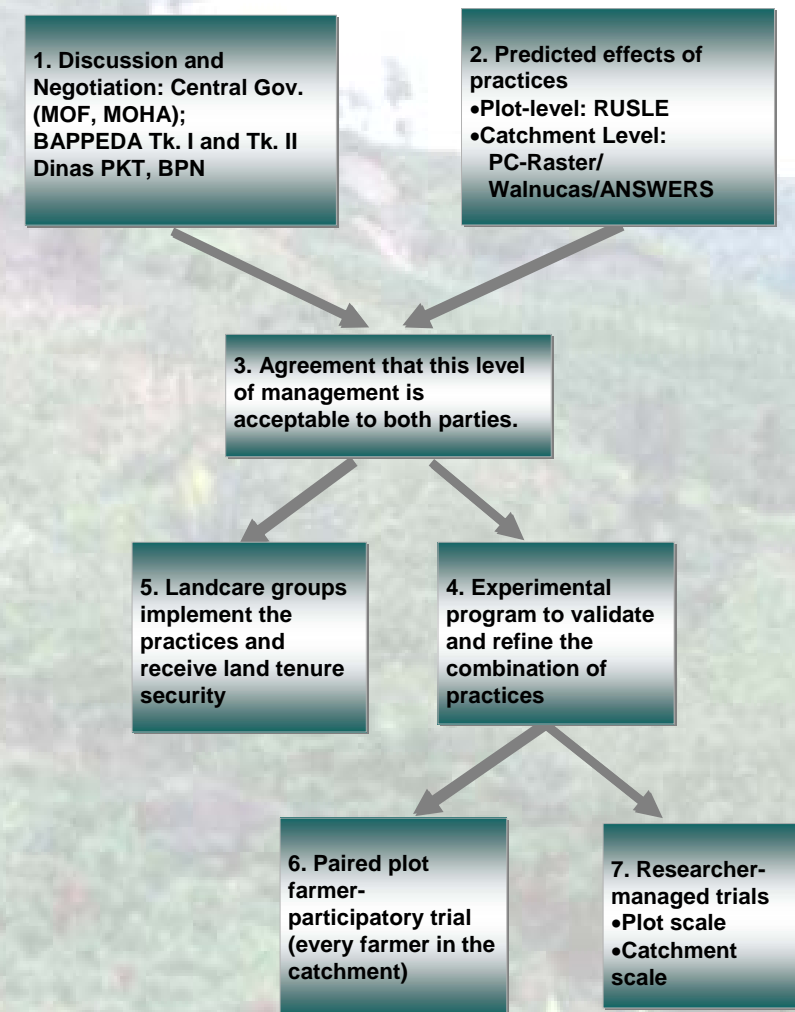 1. Discussion and
Negotiation: Central Gov.
(MOF, MOHA);
BAPPEDA Tk. I and Tk. II
Dinas PKT, BPN
2. Predicted effects of
practices
•Plot-level: RUSLE
•Catchment Level:
PC-Raster/
Walnucas/ANSWERS
3. Agreement that this level
of management is
acceptable to both parties.
5. Landcare groups
implement the
practices and
receive land tenure
security
4. Experimental
program to validate
and refine the
combination of
practices
6. Paired plot
farmer-
participatory trial
(every farmer in the
catchment)
7. Researcher-
managed trials
•Plot scale
•Catchment
scale